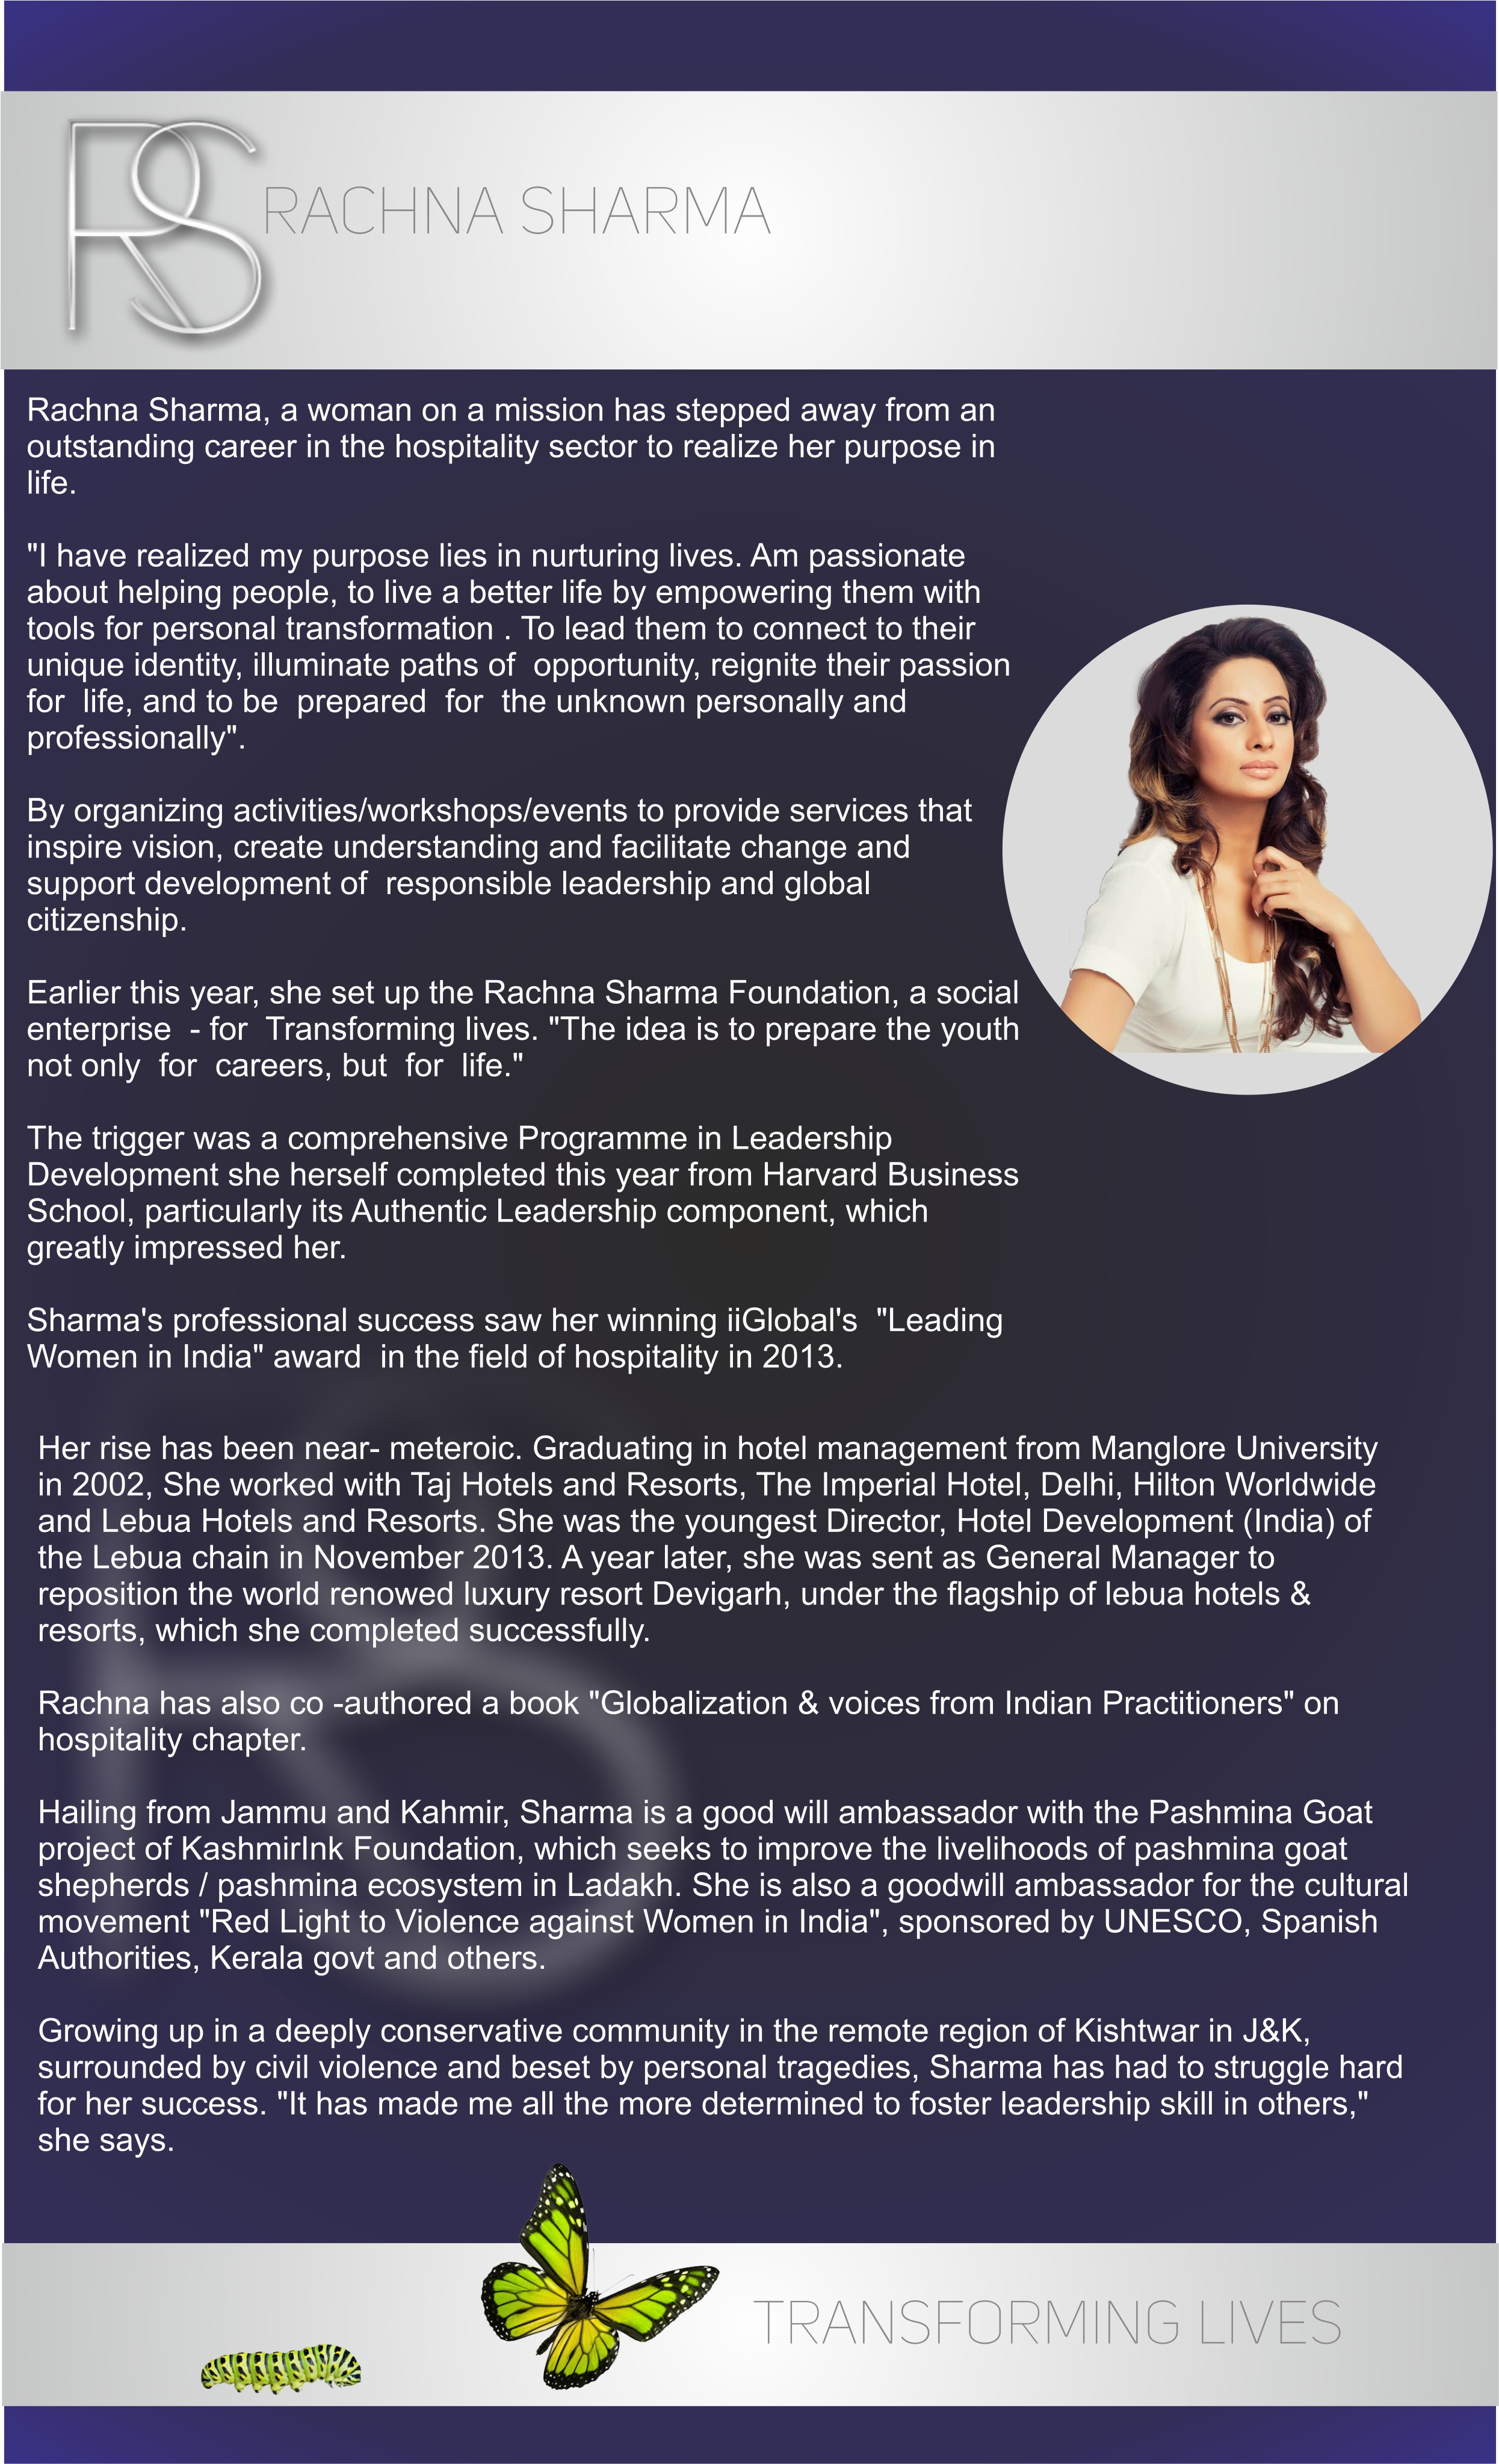 RS
RACHNA SHARMA
Rachna Sharma, a woman on a mission has stepped away from an
outstanding career in the hospitality sector to realize her purpose in
life.
"I have realized my purpose lies in nurturing lives. Am passionate
about helping people, to live a better life by empowering them with
tools for personal transformation . To lead them to connect to their
unique identity, illuminate paths of  opportunity, reignite their passion
for  life, and to be  prepared  for  the unknown personally and
professionally".
By organizing activities/workshops/events to provide services that
inspire vision, create understanding and facilitate change and
support development of  responsible leadership and global
citizenship.
Earlier this year, she set up the Rachna Sharma Foundation, a social
enterprise  - for  Transforming lives. "The idea is to prepare the youth
not only  for  careers, but  for  life."
The trigger was a comprehensive Programme in Leadership
Development she herself completed this year from Harvard Business
School, particularly its Authentic Leadership component, which
greatly impressed her.
Sharma's professional success saw her winning iiGlobal's  "Leading
Women in India" award  in the field of hospitality in 2013.
Her rise has been near- meteroic. Graduating in hotel management from Manglore University
in 2002, She worked with Taj Hotels and Resorts, The Imperial Hotel, Delhi, Hilton Worldwide
and Lebua Hotels and Resorts. She was the youngest Director, Hotel Development (India) of
the Lebua chain in November 2013. A year later, she was sent as General Manager to
reposition the world renowed luxury resort Devigarh, under the flagship of lebua hotels &
resorts, which she completed successfully.
Rachna has also co -authored a book "Globalization & voices from Indian Practitioners" on
hospitality chapter.
Hailing from Jammu and Kahmir, Sharma is a good will ambassador with the Pashmina Goat
project of KashmirInk Foundation, which seeks to improve the livelihoods of pashmina goat
shepherds / pashmina ecosystem in Ladakh. She is also a goodwill ambassador for the cultural
movement "Red Light to Violence against Women in India", sponsored by UNESCO, Spanish
Authorities, Kerala govt and others.
Growing up in a deeply conservative community in the remote region of Kishtwar in J&K,
surrounded by civil violence and beset by personal tragedies, Sharma has had to struggle hard
for her success. "It has made me all the more determined to foster leadership skill in others,"
she says.
TRANSFORMING LIVES